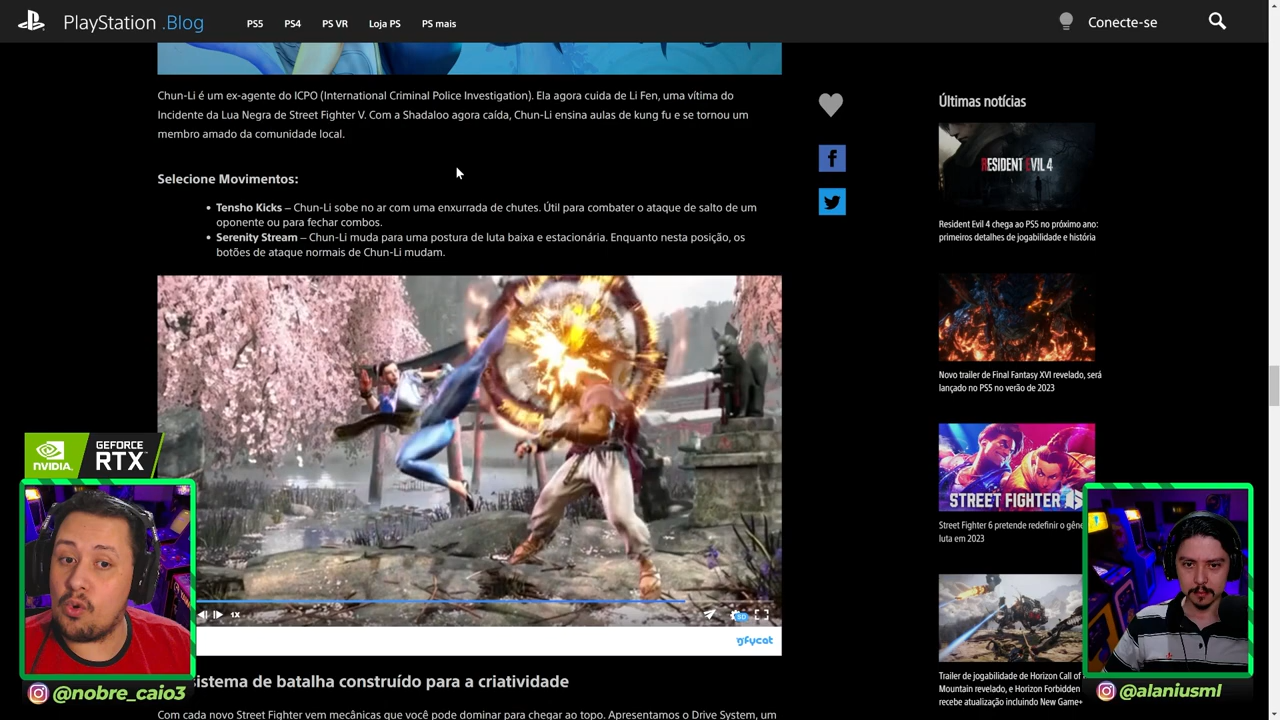 PlayStation.Blog
PS5
PS4
PS VR
Loja PS
PS mais
Conecte-se
Chun-Li é um ex-agente do ICPO (International Criminal Police Investigation). Ela agora cuida de Li Fen, uma vítima do
Incidente da Lua Negra de Street Fighter V. Com a Shadaloo agora caída, Chun-Li ensina aulas de kung fu e se tornou um
membro amado da comunidade local.
Selecione Movimentos:
• Tensho Kicks – Chun-Li sobe no ar com uma enxurrada de chutes. Útil para combater o ataque de salto de um
oponente ou para fechar combos.
• Serenity Stream – Chun-Li muda para uma postura de luta baixa e estacionária. Enquanto nesta posição, os
botões de ataque normais de Chun-Li mudam.
1X
SD
gfycat
sistema de batalha construído para a criatividade
Com cada novo Street Fighter vem mecânicas que você pode dominar para chegar ao topo. Apresentamos o Drive System, um
Últimas notícias
RESIDENT EVIL 4
Resident Evil 4 chega ao PS5 no próximo ano:
primeiros detalhes de jogabilidade e história
Novo trailer de Final Fantasy XVI revelado, será
lançado no PS5 no verão de 2023
STREET FIGHTER
Street Fighter 6 pretende redefinir o
luta em 2023
Trailer de jogabilidade de Horizon Call of
Mountain revelado, e Horizon Forbidden
recebe atualização incluindo New Game+
NVIDIA.
GEFORCE
RTX
@nobre_caio3
@alaniusml